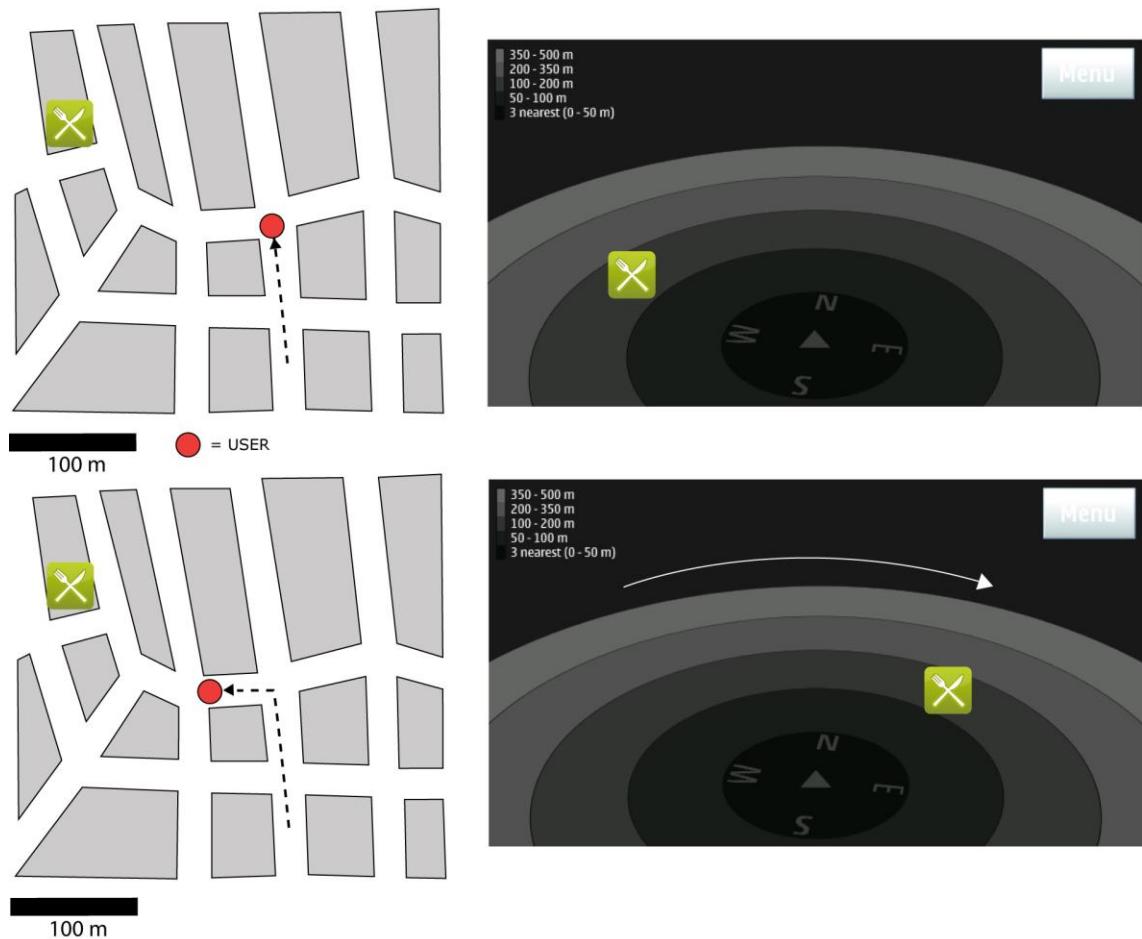 350 - 500 m
200 - 350 m
100 - 200 m
50 - 100 m
3 nearest (0 - 50 m)
Menu
N
W
E
S
100 m
= USER
350 - 500 m
200 - 350 m
100 - 200 m
50 - 100 m
3 nearest (0 - 50 m)
Menu
N
W
E
S
100 m